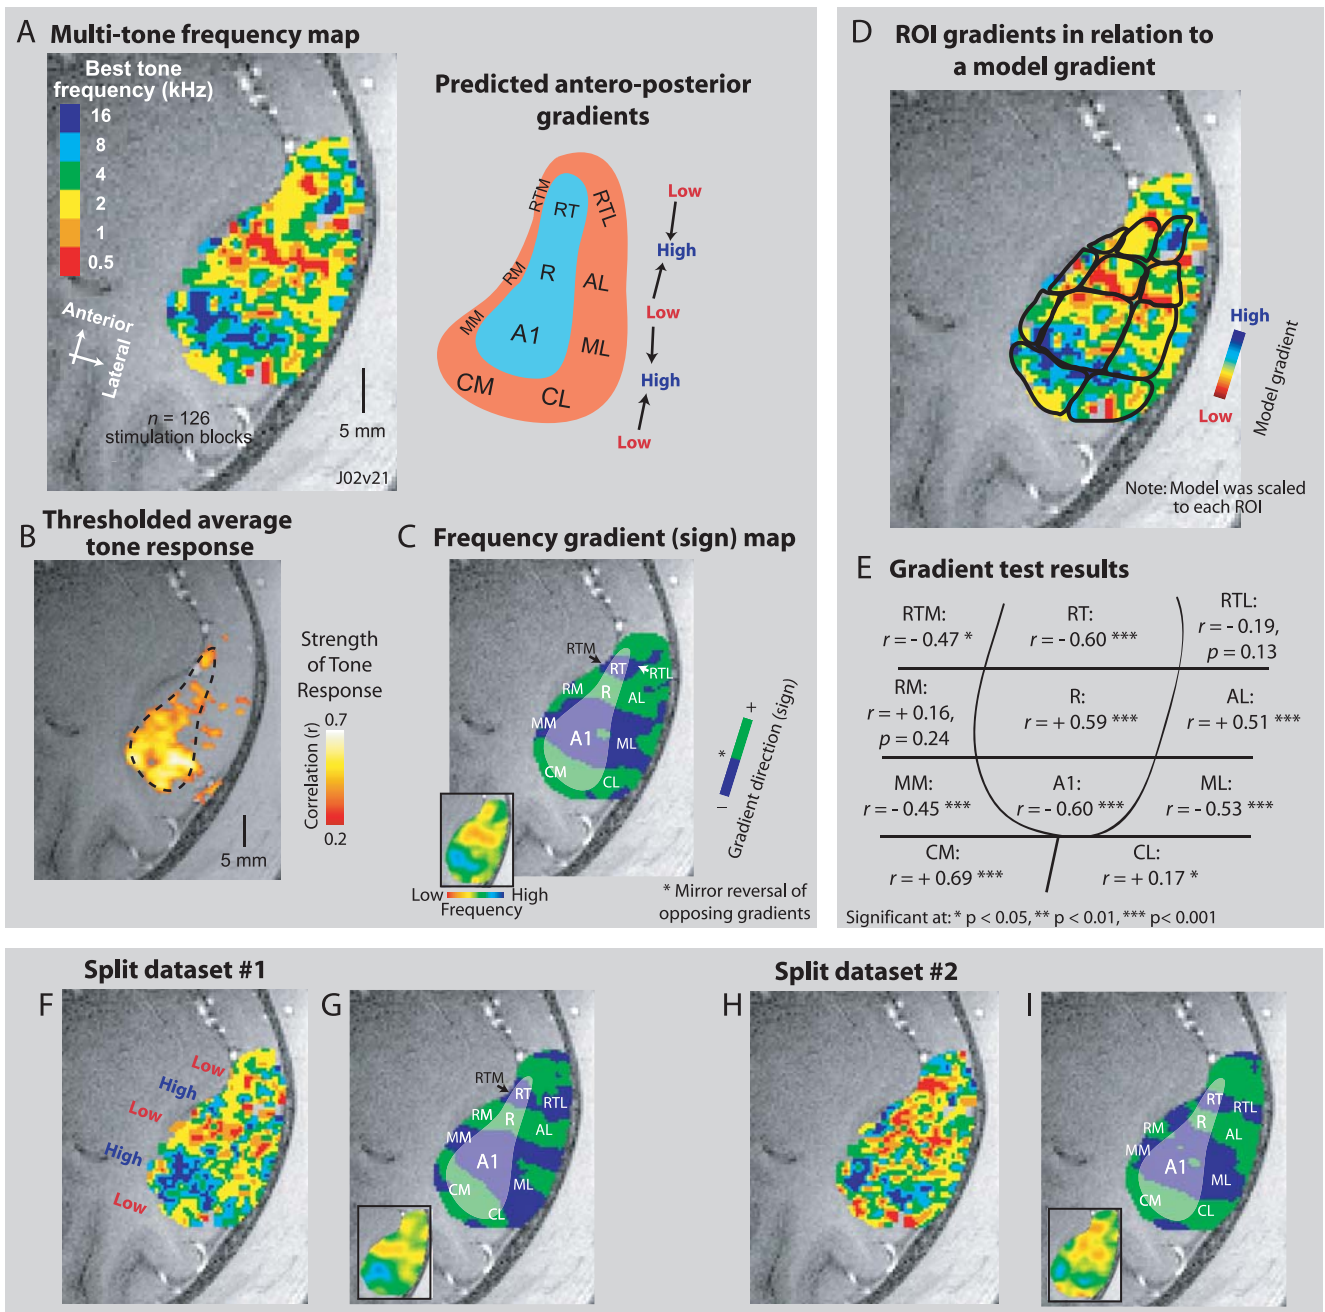 A Multi-tone frequency map
Best tone
frequency (kHz)
16
8
4
2
1
0.5
Anterior
Lateral
n = 126
stimulation blocks
5 mm
J02v21
Predicted antero-posterior
gradients
RTM
RT
RTL
RM
R
AL
MM
A1
ML
CM
CL
Low
High
Low
High
Low
B Thresholded average
tone response
Strength
of Tone
Response
Correlation (r)
0.7
0.2
5 mm
C Frequency gradient (sign) map
RTM
RT
RTL
RM
R
AL
MM
A1
ML
CM
CL
+
*
–
Gradient direction (sign)
Low High
Frequency
* Mirror reversal of
opposing gradients
D ROI gradients in relation to
a model gradient
High
Low
Model gradient
Note: Model was scaled
to each ROI
E Gradient test results
RTM:
r = - 0.47 *
RT:
r = - 0.60 ***
RTL:
r = - 0.19,
p = 0.13
RM:
r = + 0.16,
p = 0.24
R:
r = + 0.59 ***
AL:
r = + 0.51 ***
MM:
r = - 0.45 ***
A1:
r = - 0.60 ***
ML:
r = - 0.53 ***
CM:
r = + 0.69 ***
CL:
r = + 0.17 *
Significant at: * p < 0.05, ** p < 0.01, *** p< 0.001
Split dataset #1
F
Low
High
Low
High
Low
G
RTM
RT
RTL
RM
R
AL
MM
A1
ML
CM
CL
Split dataset #2
H
I
RT
RTL
RM
R
AL
MM
A1
ML
CM
CL